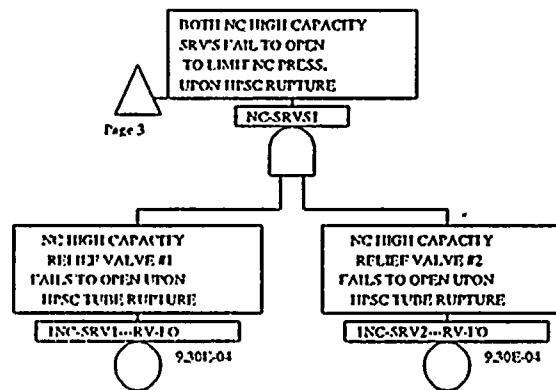 BOTH NC HIGH CAPACITY
SRV'S FAIL TO OPEN
TO LIMIT NC PRESS.
UPON HPSC RUPTURE
Page 3
NC-SRVS1
NC HIGH CAPACITY
RELIEF VALVE #1
FAILS TO OPEN UPON
HPSC TUBE RUPTURE
1NC-SRV1---RV-FO
9.30E-04
NC HIGH CAPACITY
RELIEF VALVE #2
FAILS TO OPEN UPON
HPSC TUBE RUPTURE
1NC-SRV2---RV-FO
9.30E-04